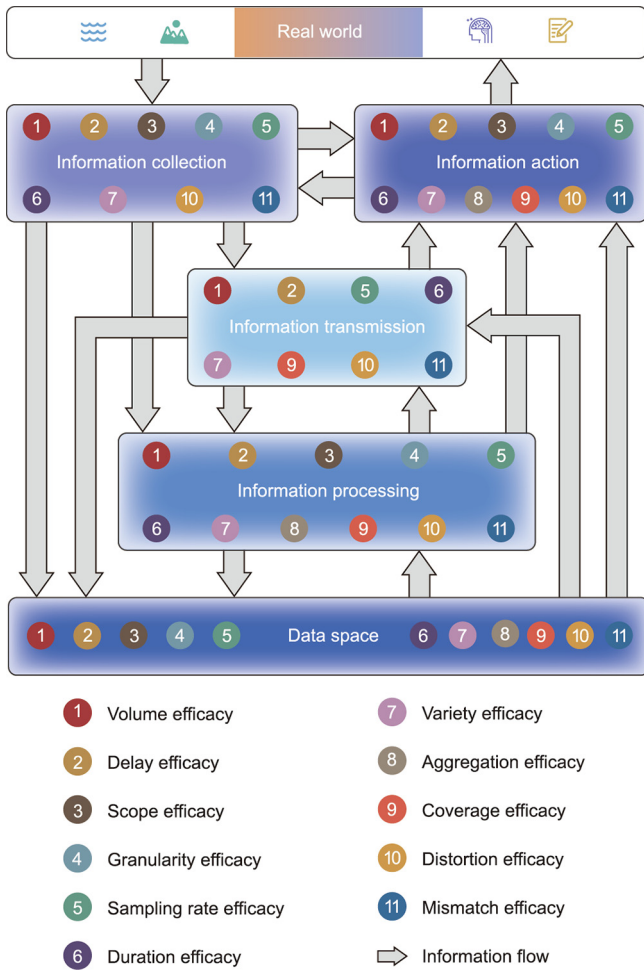 Real world
1 2 3 4 5
1 2 3 4 5
Information collection
Information action
6 7 10 11
6 7 8 9 10 11
1 2 5 6
Information transmission
7 9 10 11
1 2 3 4 5
Information processing
6 7 8 9 10 11
1 2 3 4 5 Data space 6 7 8 9 10 11
1 Volume efficacy
2 Delay efficacy
3 Scope efficacy
4 Granularity efficacy
5 Sampling rate efficacy
6 Duration efficacy
7 Variety efficacy
8 Aggregation efficacy
9 Coverage efficacy
10 Distortion efficacy
11 Mismatch efficacy
Information flow